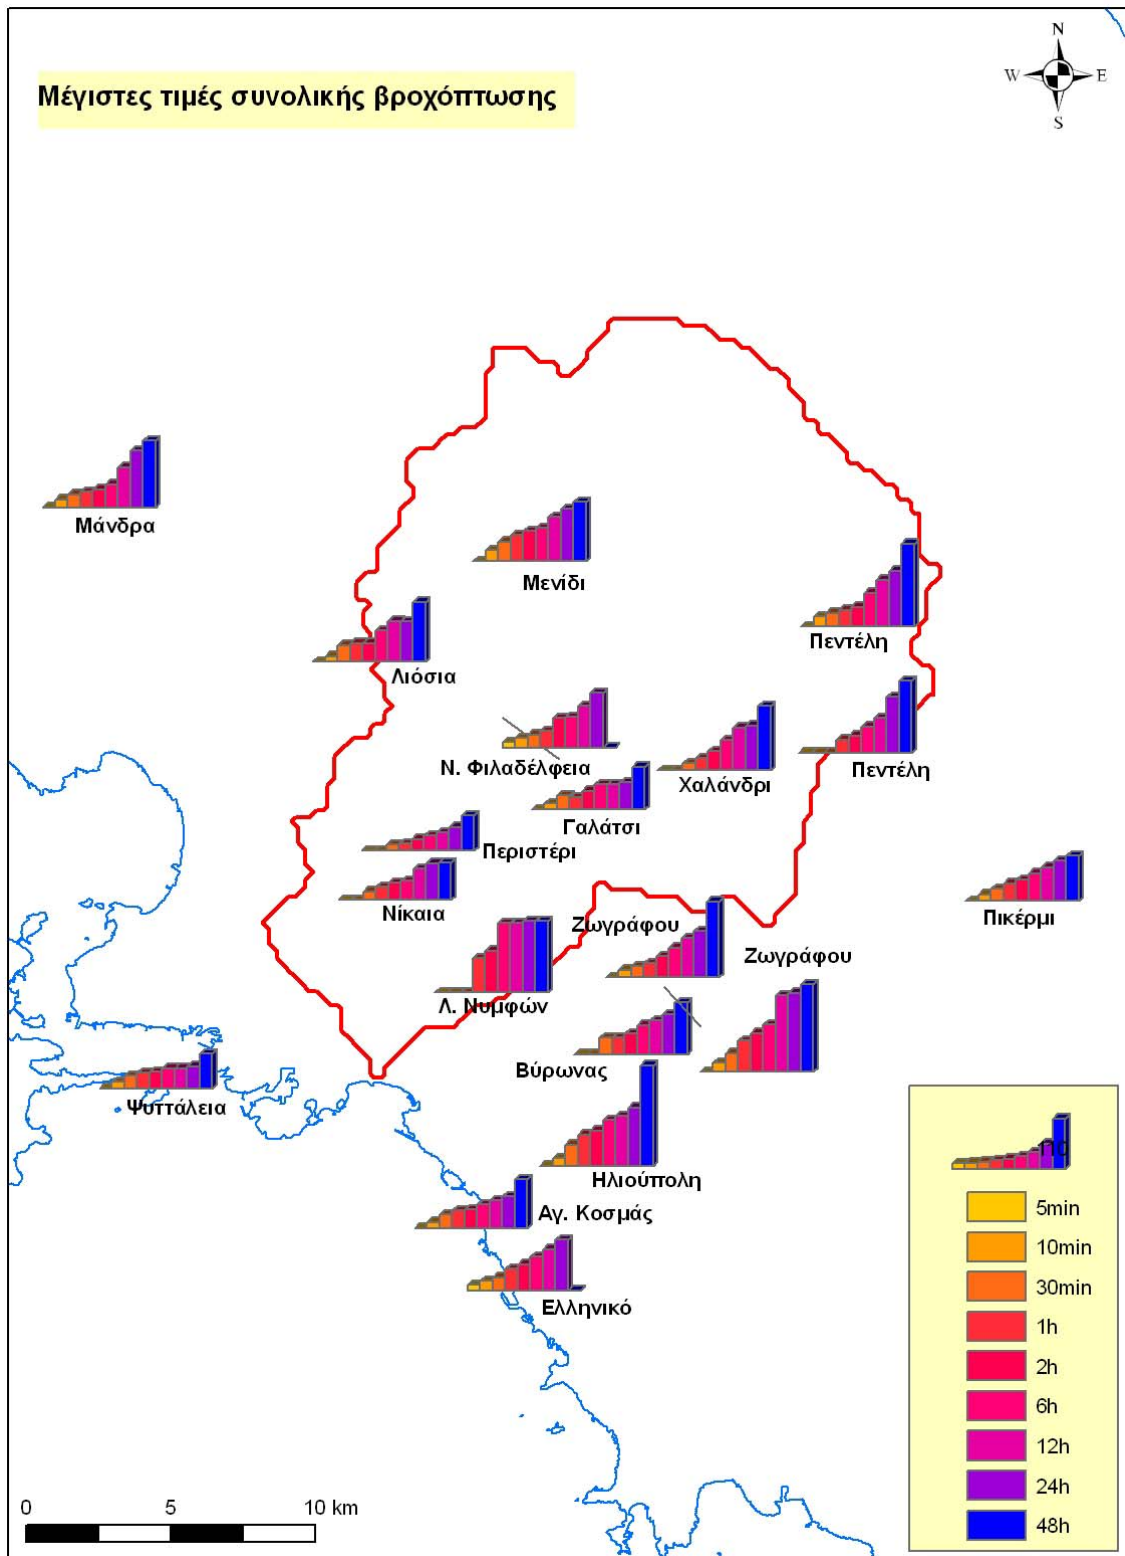 N
W E
S
Μέγιστες τιμές συνολικής βροχόπτωσης
Μάνδρα
Μενίδι
Πεντέλη
Λιόσια
Ν. Φιλαδέλφεια
Χαλάνδρι
Πεντέλη
Γαλάτσι
Περιστέρι
Νίκαια
Πικέρμι
Ζωγράφου
Ζωγράφου
Λ. Νυμφών
Βύρωνας
Ψυττάλεια
Ηλιούπολη
Αγ. Κοσμάς
Ελληνικό
5min
10min
30min
1h
2h
6h
12h
24h
48h
0 5 10 km